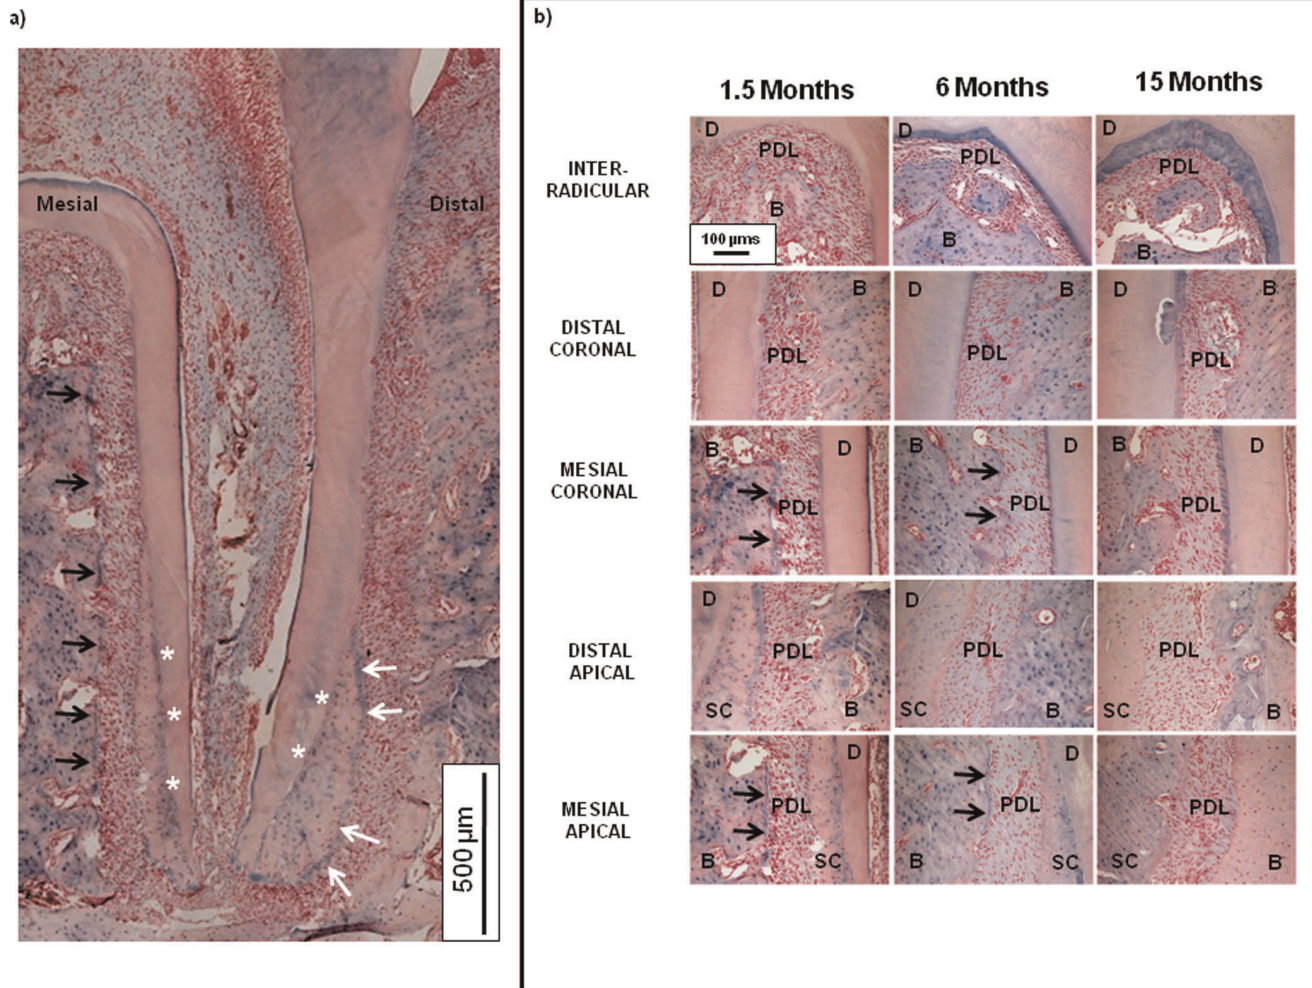 a)
Mesial
Distal
*
*
*
*
*
500 µm
b)
1.5 Months
6 Months
15 Months
INTER-
RADICULAR
D
PDL
B
100 µms
D
PDL
B
D
PDL
B
DISTAL
CORONAL
D
B
PDL
D
B
PDL
D
B
PDL
MESIAL
CORONAL
B
D
PDL
B
D
PDL
B
D
PDL
DISTAL
APICAL
D
PDL
SC
B
D
PDL
SC
B
PDL
SC
B
MESIAL
APICAL
D
PDL
B
SC
D
PDL
B
SC
PDL
SC
B